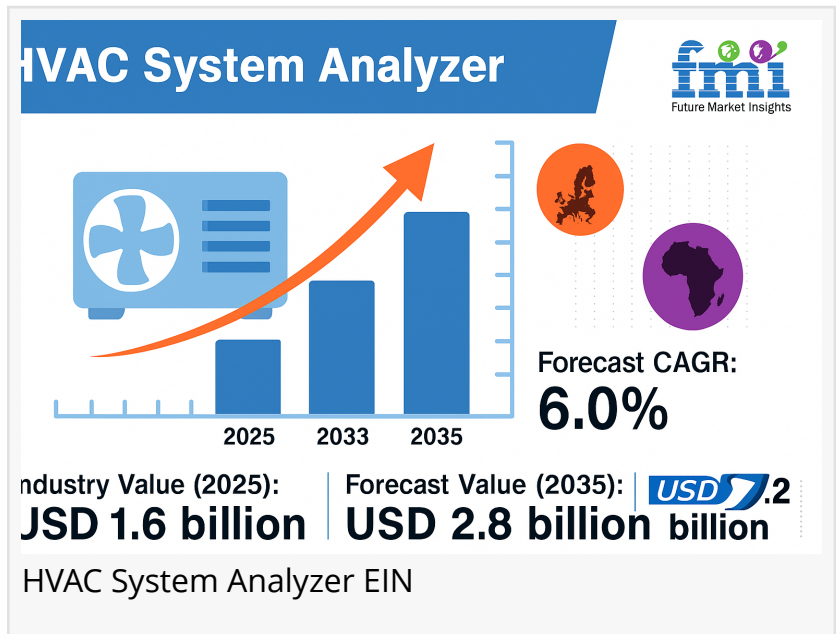 HVAC System Analyzer
fmi
Future Market Insights
2025
2033
2035
Forecast CAGR:
6.0%
ndustry Value (2025):
USD 1.6 billion
Forecast Value (2035):
USD 2.8 billion
USD
.2
billion
HVAC System Analyzer EIN